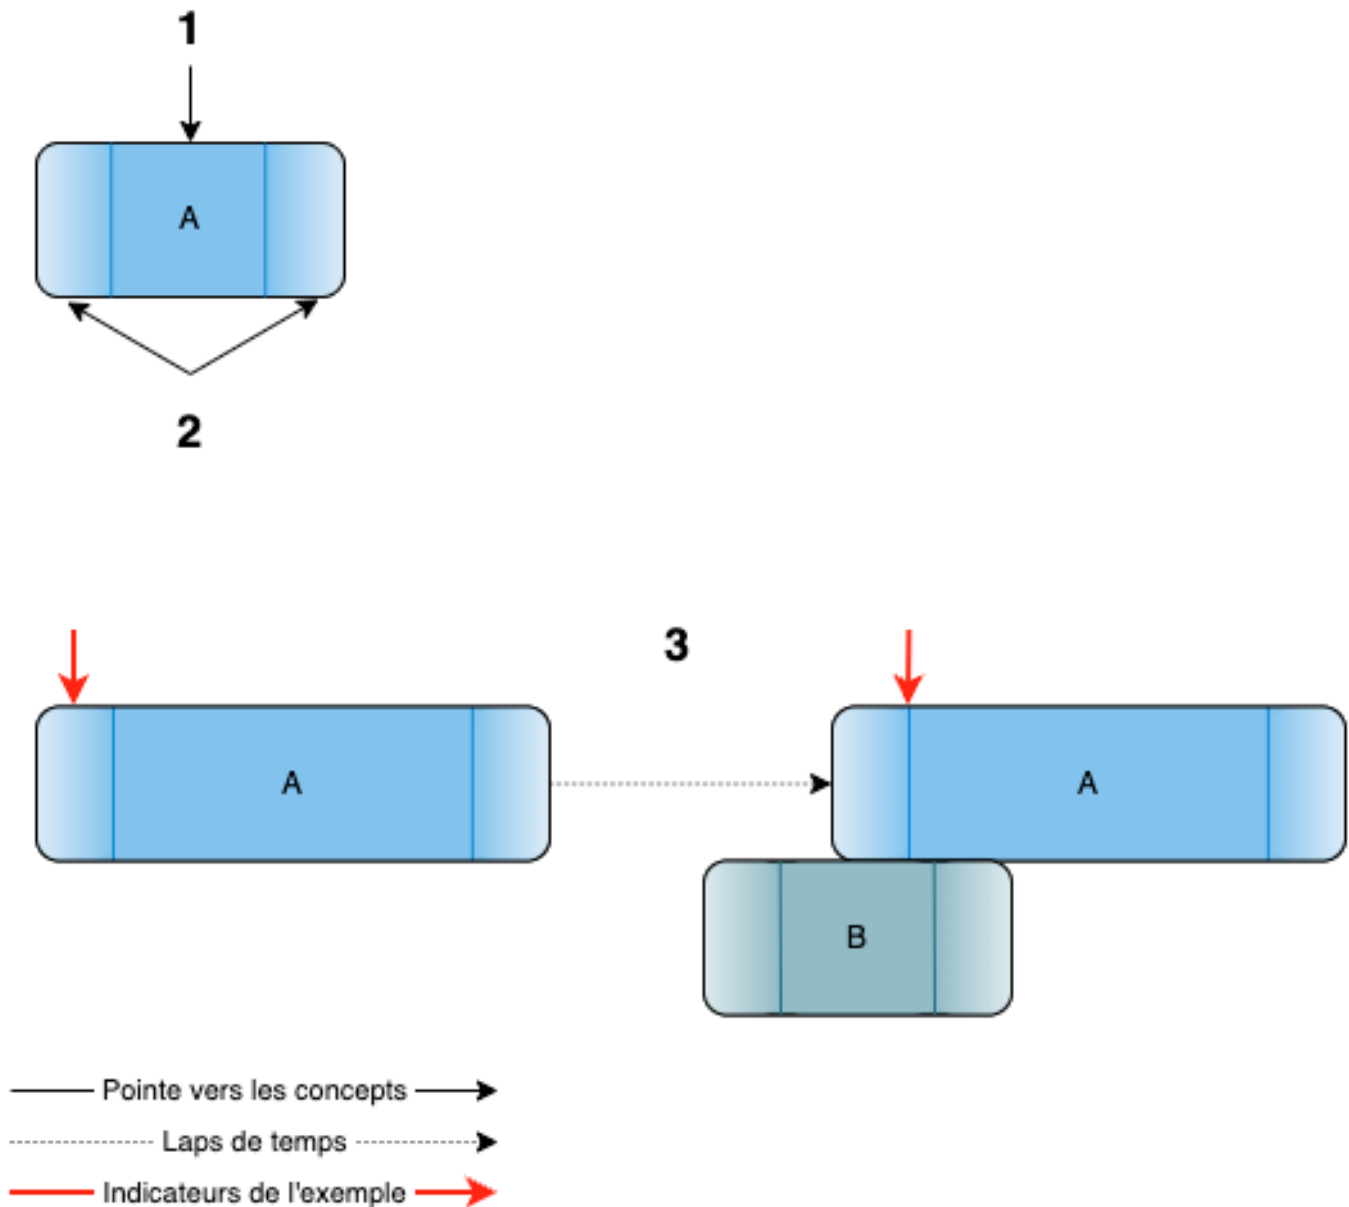 1
A
2
3
A
A
B
Pointe vers les concepts
Laps de temps
Indicateurs de l'exemple